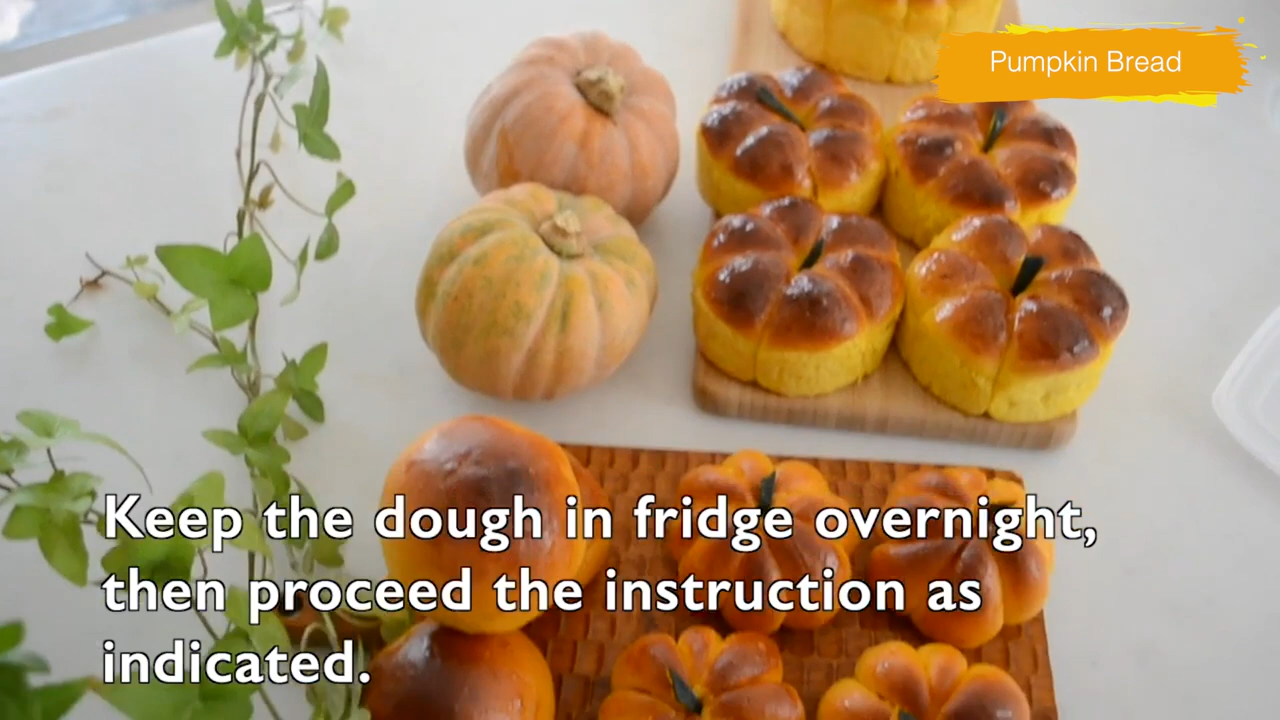 Pumpkin Bread
Keep the dough in fridge overnight,
then proceed the instruction as
indicated.